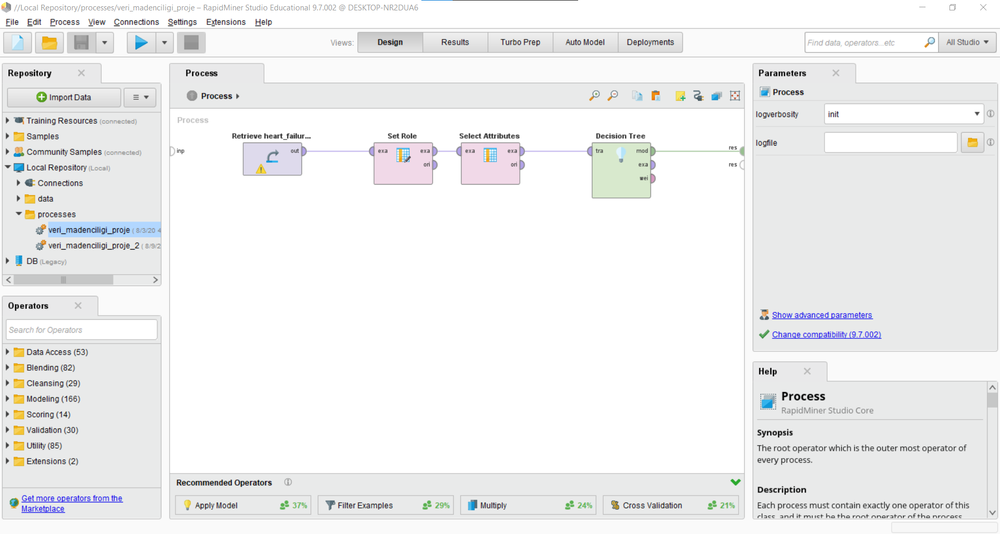 //Local Repository/processes/veri_madenciligi_proje – RapidMiner Studio Educational 9.7.002 @ DESKTOP-NR2DUA6
File Edit Process View Connections Settings Extensions Help
Views: Design Results Turbo Prep Auto Model Deployments
Find data, operators...etc All Studio
Repository
Import Data
Training Resources (connected)
Samples
Community Samples (connected)
Local Repository (Local)
Connections
data
processes
veri_madenciligi_proje ( 8/3/20 4
veri_madenciligi_proje_2 ( 8/9/2
DB (Legacy)
Operators
Search for Operators
Data Access (53)
Blending (82)
Cleansing (29)
Modeling (166)
Scoring (14)
Validation (30)
Utility (85)
Extensions (2)
Get more operators from the
Marketplace
Process
Process
Process
inp
Retrieve heart_failur...
out
Set Role
exa exa
ori
Select Attributes
exa exa
ori
Decision Tree
tra mod
exa
wei
res
res
Recommended Operators
Apply Model 37%
Filter Examples 29%
Multiply 24%
Cross Validation 21%
Parameters
Process
logverbosity init
logfile
Show advanced parameters
Change compatibility (9.7.002)
Help
Process
RapidMiner Studio Core
Synopsis
The root operator which is the outer most operator of
every process.
Description
Each process must contain exactly one operator of this
class, and it must be the root operator of the process.